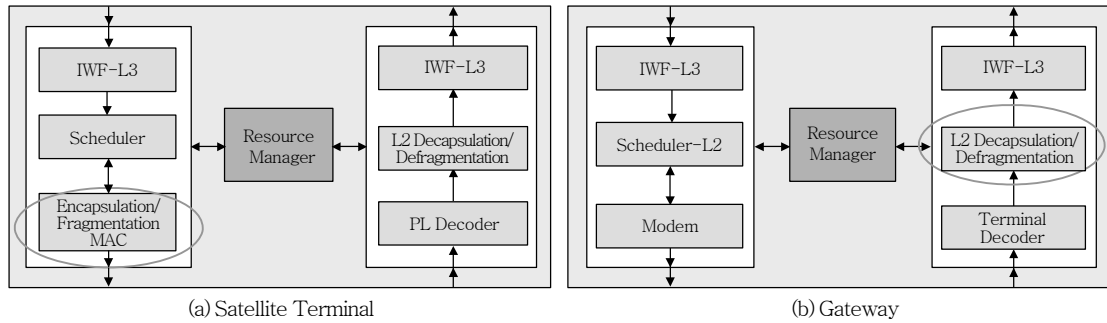 IWF-L3
Scheduler
Encapsulation/
Fragmentation
MAC
Resource
Manager
IWF-L3
L2 Decapsulation/
Defragmentation
PL Decoder
(a) Satellite Terminal
IWF-L3
Scheduler-L2
Modem
Resource
Manager
IWF-L3
L2 Decapsulation/
Defragmentation
Terminal
Decoder
(b) Gateway